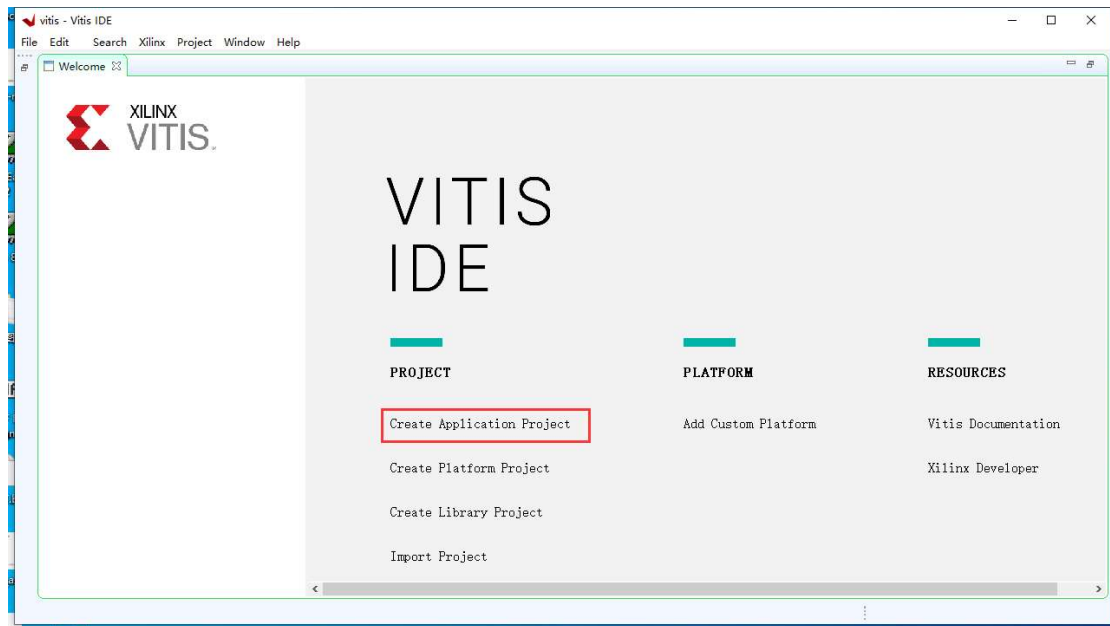 vitis - Vitis IDE
File Edit Search Xilinx Project Window Help
Welcome
XILINX
VITIS.
VITIS
IDE
PROJECT
Create Application Project
Create Platform Project
Create Library Project
Import Project
PLATFORM
Add Custom Platform
RESOURCES
Vitis Documentation
Xilinx Developer